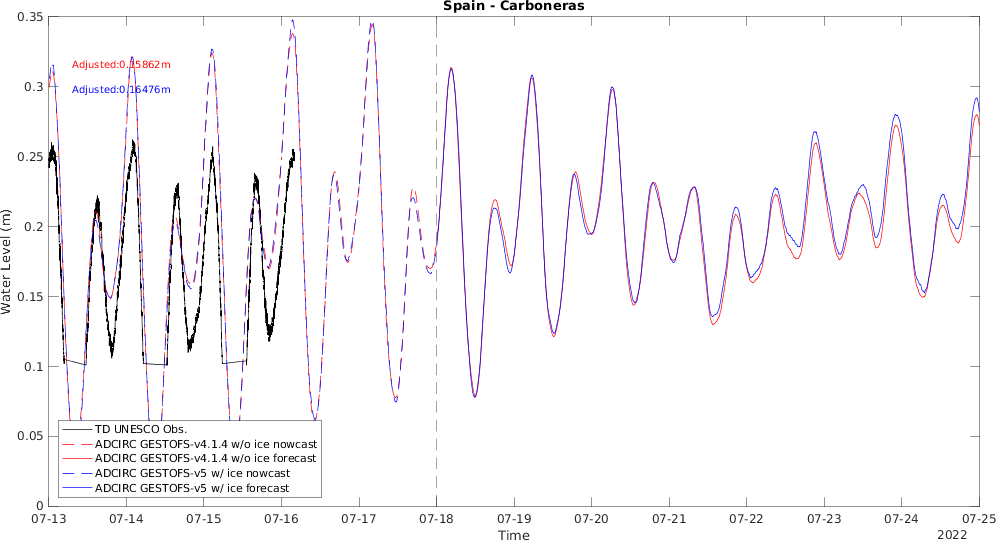 Spain - Carboneras
0.35
0.3
0.25
0.2
0.15
0.1
0.05
0
Water Level (m)
Adjusted:0.15862m
Adjusted:0.16476m
TD UNESCO Obs.
ADCIRC GESTOFS-v4.1.4 w/o ice nowcast
ADCIRC GESTOFS-v4.1.4 w/o ice forecast
ADCIRC GESTOFS-v5 w/ ice nowcast
ADCIRC GESTOFS-v5 w/ ice forecast
07-13 07-14 07-15 07-16 07-17 07-18 07-19 07-20 07-21 07-22 07-23 07-24 07-25
Time
2022